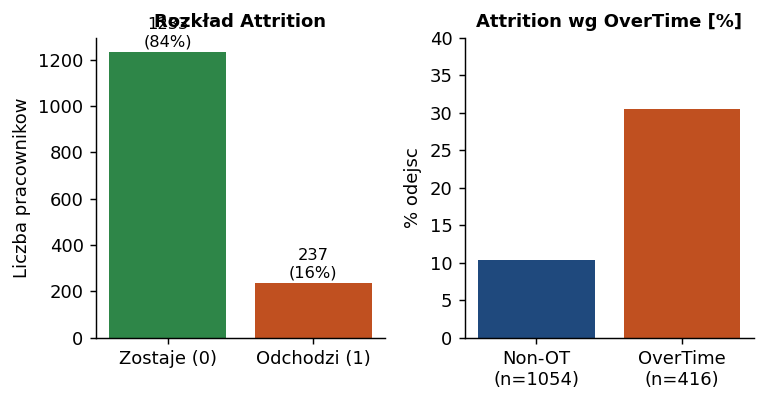 Rozkład Attrition
1233
(84%)
1200
1000
800
600
400
200
0
Liczba pracownikow
237
(16%)
Zostaje (0)
Odchodzi (1)
Attrition wg OverTime [%]
40
35
30
25
20
15
10
5
0
% odejsc
Non-OT
(n=1054)
OverTime
(n=416)